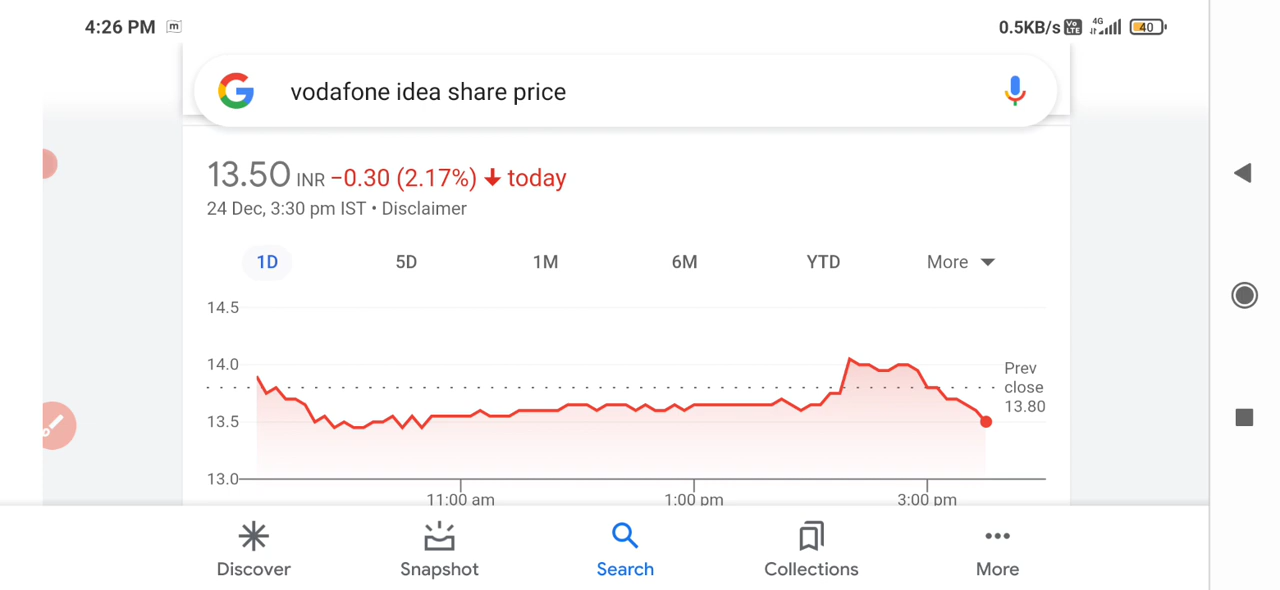 4:26 PM m 0.5KB/s Vo LTE 4G 40
vodafone idea share price
13.50 INR −0.30 (2.17%) ↓ today
24 Dec, 3:30 pm IST • Disclaimer
1D 5D 1M 6M YTD More
14.5
14.0
Prev
close
13.80
13.5
13.0
11:00 am 1:00 pm 3:00 pm
Discover Snapshot Search Collections More